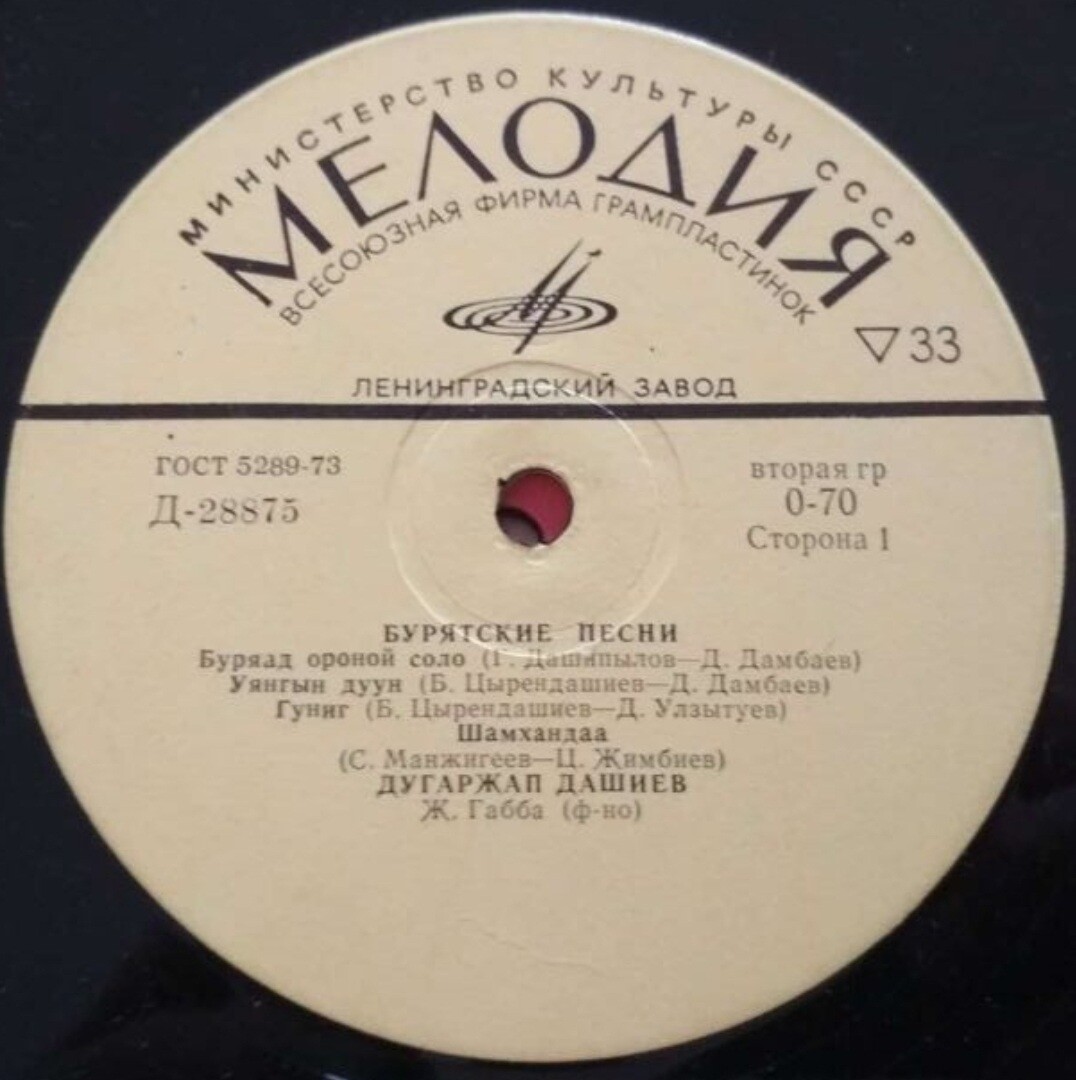 МИНИСТЕРСТВО КУЛЬТУРЫ СССР
МЕЛОДИЯ
ВСЕСОЮЗНАЯ ФИРМА ГРАМПЛАСТИНОК
▽33
ЛЕНИНГРАДСКИЙ ЗАВОД
ГОСТ 5289-73
Д-28875
вторая гр
0-70
Сторона 1
БУРЯТСКИЕ ПЕСНИ
Буряад ороной соло (Г. Дашипылов—Д. Дамбаев)
Уянгын дуун (Б. Цырендашиев—Д. Дамбаев)
Гуниг (Б. Цырендашиев—Д. Улзытуев)
Шамхандаа
(С. Манжигеев—Ц. Жимбиев)
ДУГАРЖАП ДАШИЕВ
Ж. Габба (ф-но)